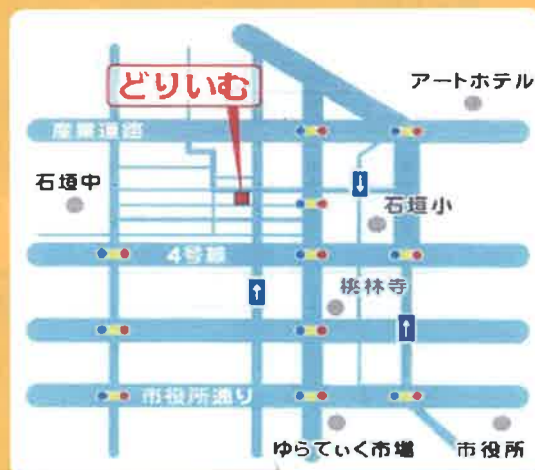 アートホテル
どりいむ
産業道路
石垣中
石垣小
4号線
桃林寺
市役所通り
ゆらてぃく市場
市役所